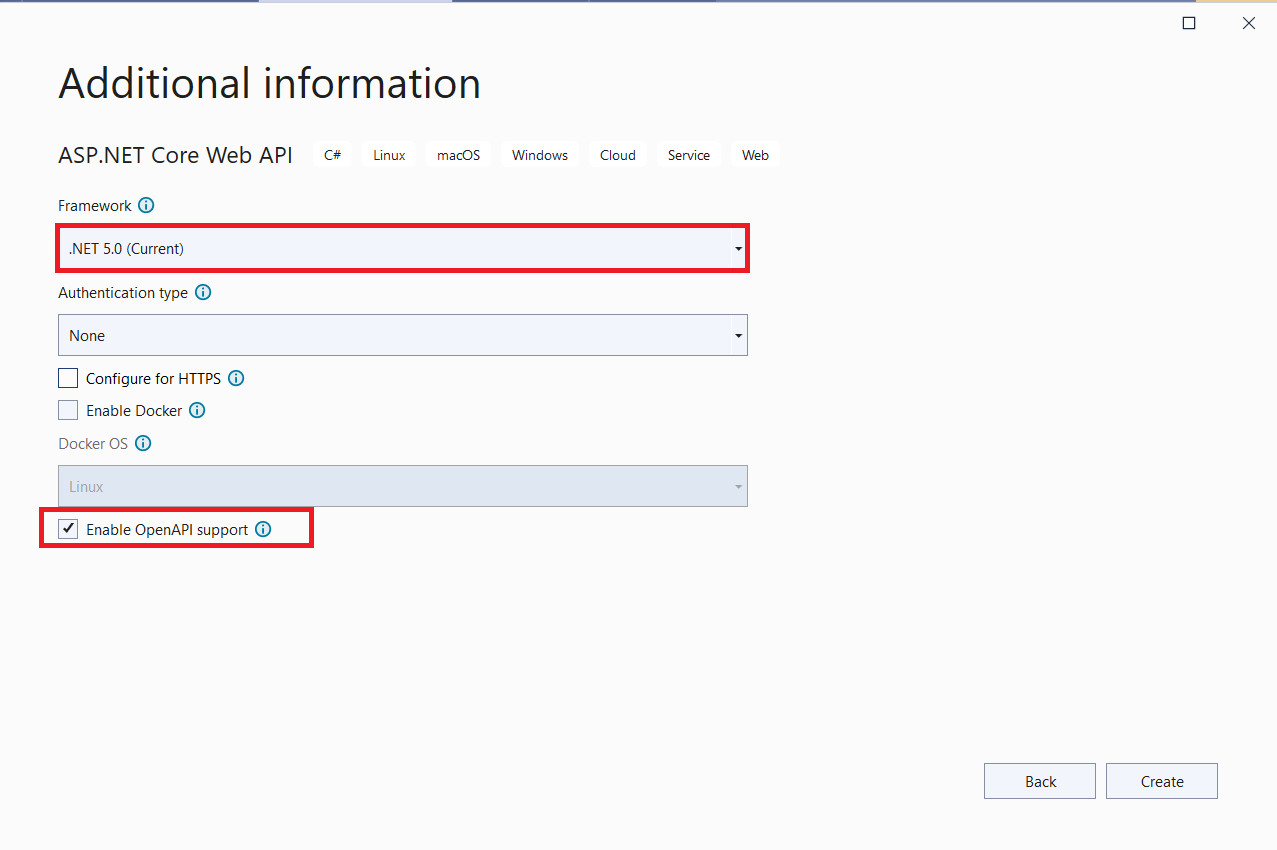 Additional information
ASP.NET Core Web API C# Linux macOS Windows Cloud Service Web
Framework
.NET 5.0 (Current)
Authentication type
None
Configure for HTTPS
Enable Docker
Docker OS
Linux
Enable OpenAPI support
Back Create